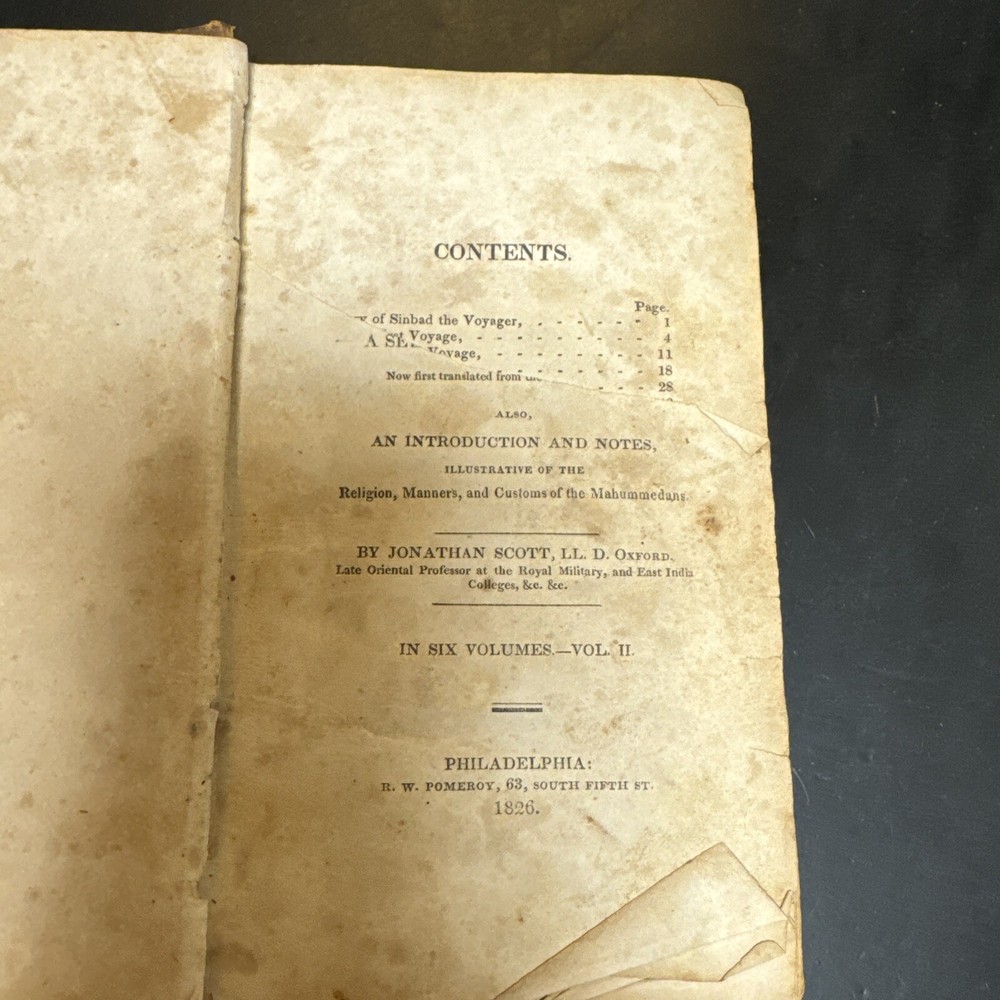 CONTENTS.
Page.
of Sinbad the Voyager, - - - - - - 1
Voyage, - - - - - - - - 4
A SE
Voyage, - - - - - - - 11
- - - 18
Now first translated from
- - - 28
ALSO,
AN INTRODUCTION AND NOTES,
ILLUSTRATIVE OF THE
Religion, Manners, and Customs of the Mahummedans.
BY JONATHAN SCOTT, LL. D. OXFORD.
Late Oriental Professor at the Royal Military, and East India
Colleges, &c. &c.
IN SIX VOLUMES.—VOL. II.
PHILADELPHIA:
R. W. POMEROY, 63, SOUTH FIFTH ST.
1826.